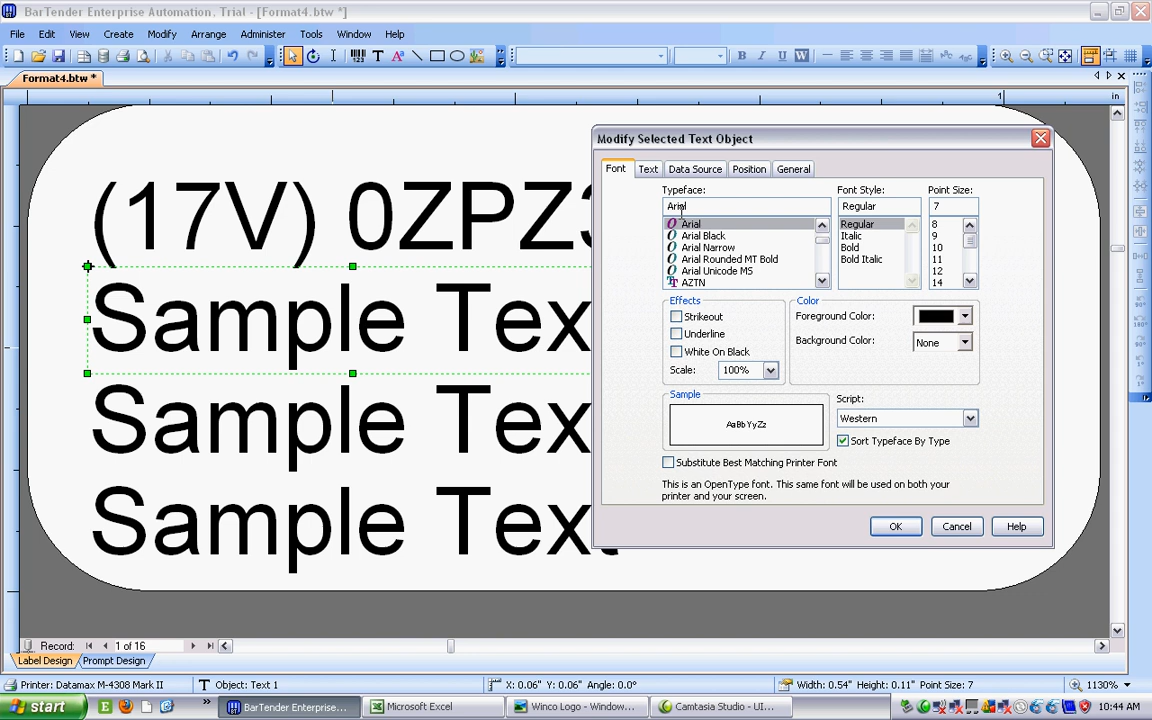 BarTender Enterprise Automation, Trial - [Format4.btw *]
File Edit View Create Modify Arrange Administer Tools Window Help
Format4.btw *
1 in
(17V) 0ZPZ3
Sample Text
Sample Text
Sample Text
Modify Selected Text Object
Font Text Data Source Position General
Typeface: Font Style: Point Size:
Arial Regular 7
Arial Regular 8
Arial Black Italic 9
Arial Narrow Bold 10
Arial Rounded MT Bold Bold Italic 11
Arial Unicode MS 12
AZTN 14
Effects Color
Strikeout Foreground Color:
Underline
White On Black Background Color: None
Scale: 100%
Sample Script:
AaBbYyZz Western
Sort Typeface By Type
Substitute Best Matching Printer Font
This is an OpenType font. This same font will be used on both your
printer and your screen.
OK Cancel Help
Record: 1 of 16
Label Design Prompt Design
Printer: Datamax M-4308 Mark II Object: Text 1 X: 0.06" Y: 0.06" Angle: 0.0° Width: 0.54" Height: 0.11" Point Size: 7 1130%
start BarTender Enterprise... Microsoft Excel Winco Logo - Window... Camtasia Studio - UI... 10:44 AM